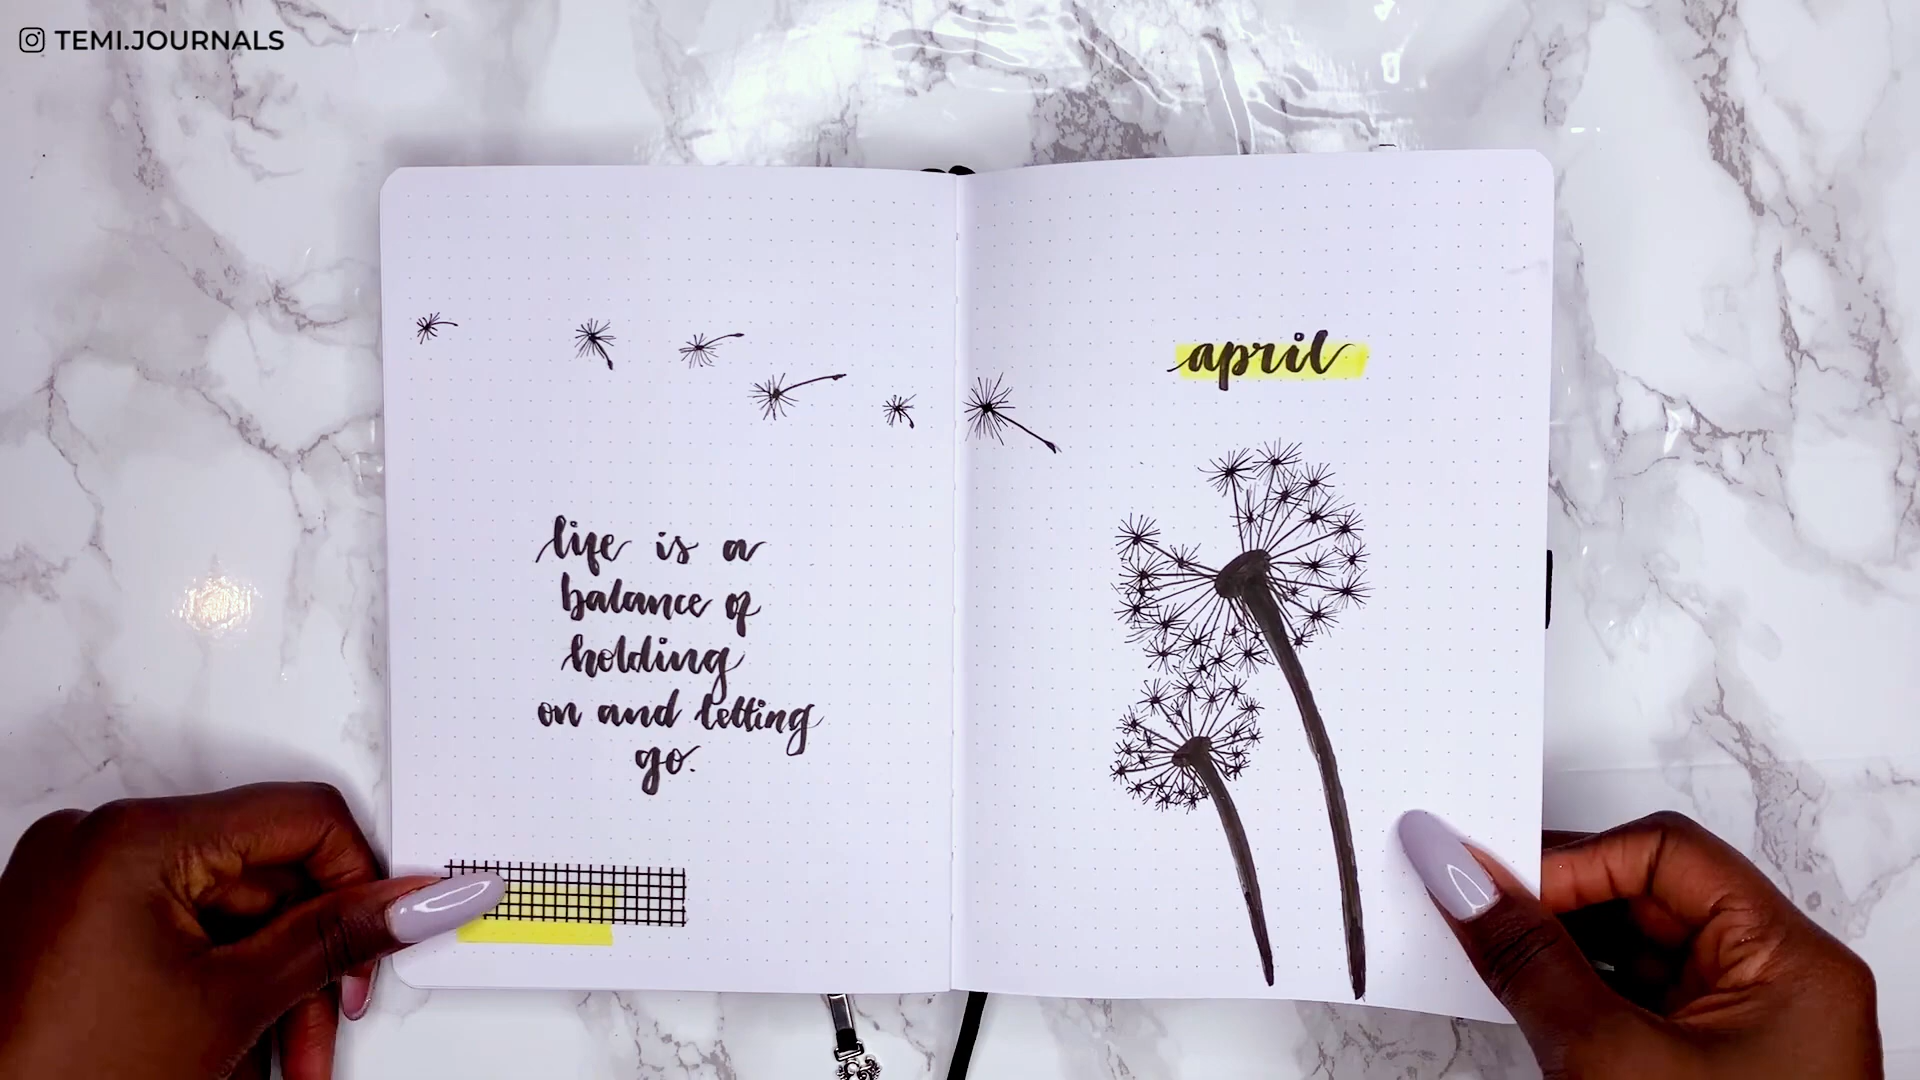 TEMI.JOURNALS
april
life is a
balance of
holding
on and letting
go.